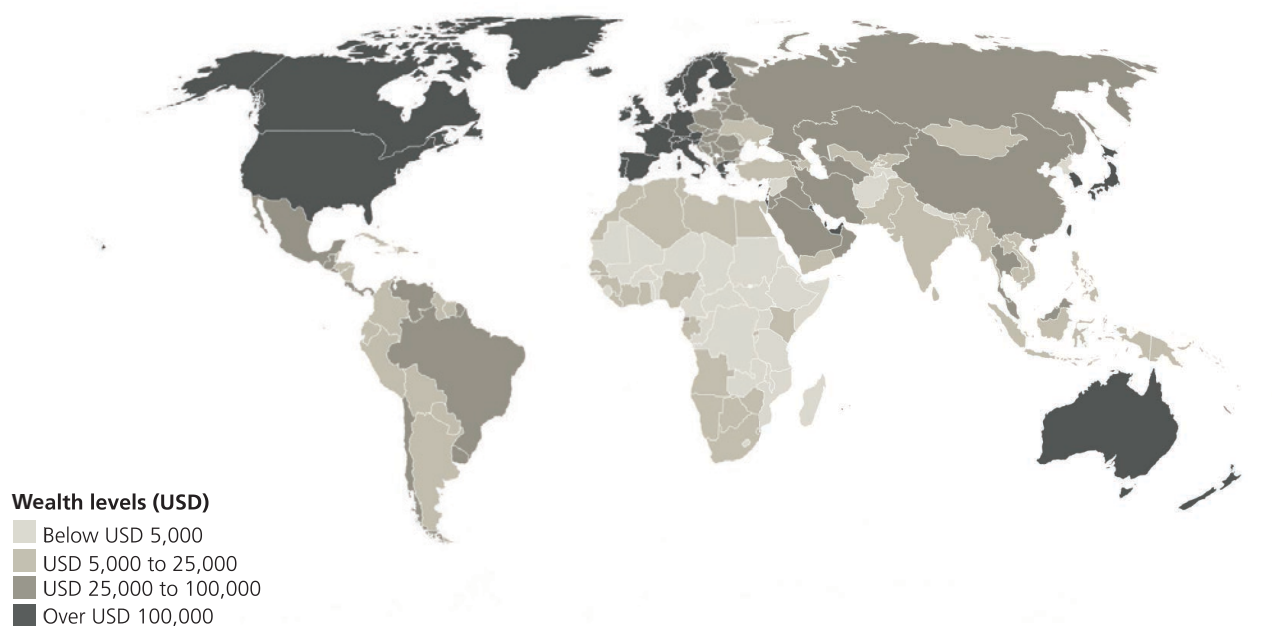 Wealth levels (USD)
Below USD 5,000
USD 5,000 to 25,000
USD 25,000 to 100,000
Over USD 100,000